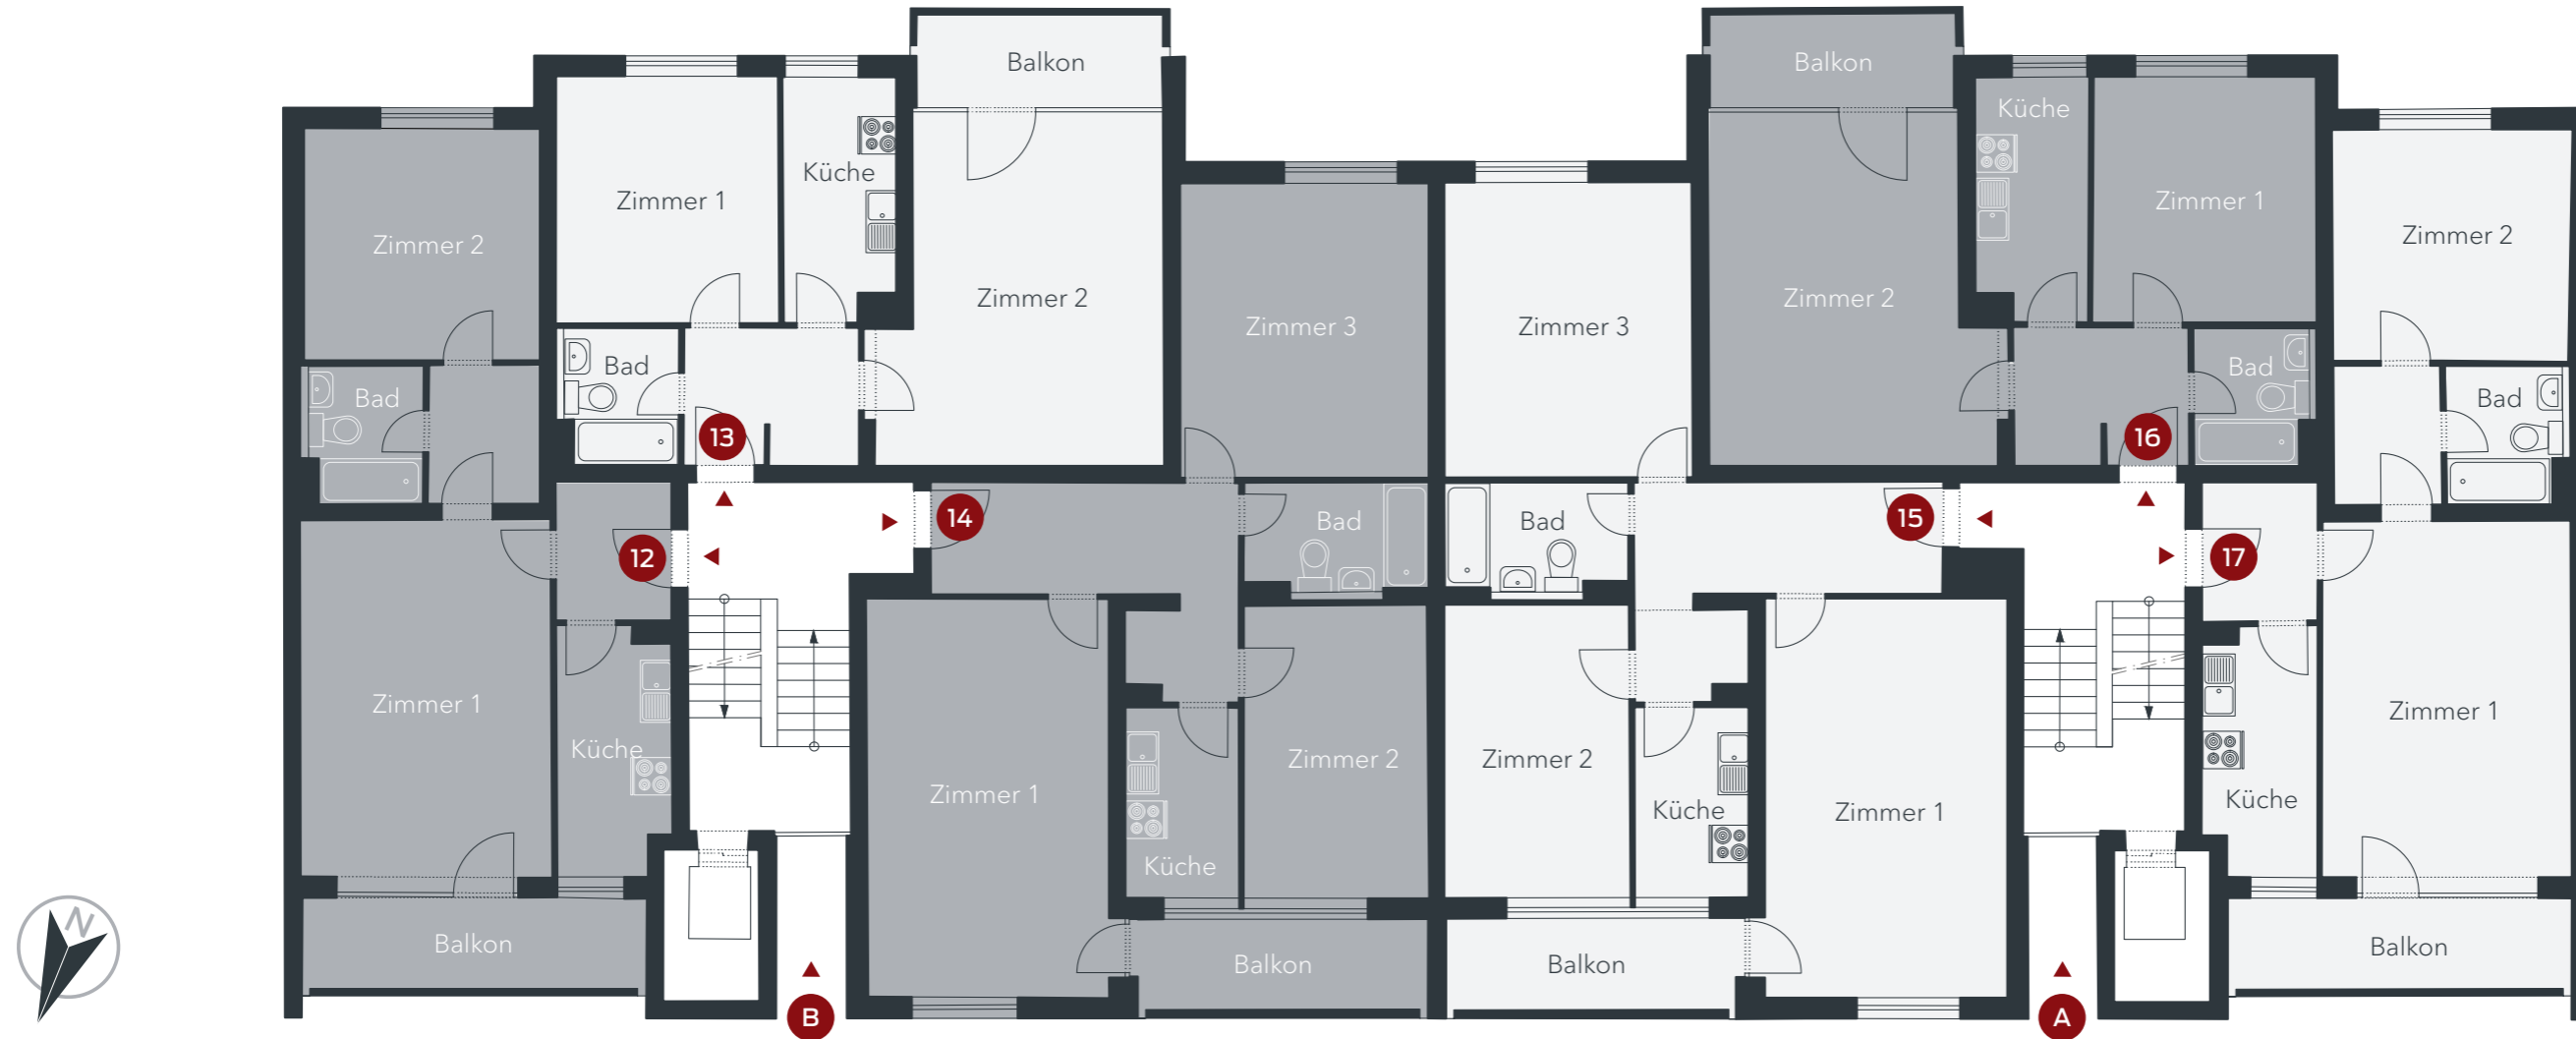 Balkon
Balkon
Küche
Küche
Zimmer 1
Zimmer 1
Zimmer 2
Zimmer 2
Zimmer 2
Zimmer 2
Zimmer 3
Zimmer 3
Bad
Bad
Bad
Bad
13
16
14
Bad
Bad
15
12
17
Zimmer 1
Zimmer 1
Küche
Zimmer 2
Zimmer 2
Zimmer 1
Küche
Zimmer 1
Küche
Küche
N
Balkon
Balkon
Balkon
Balkon
B
A